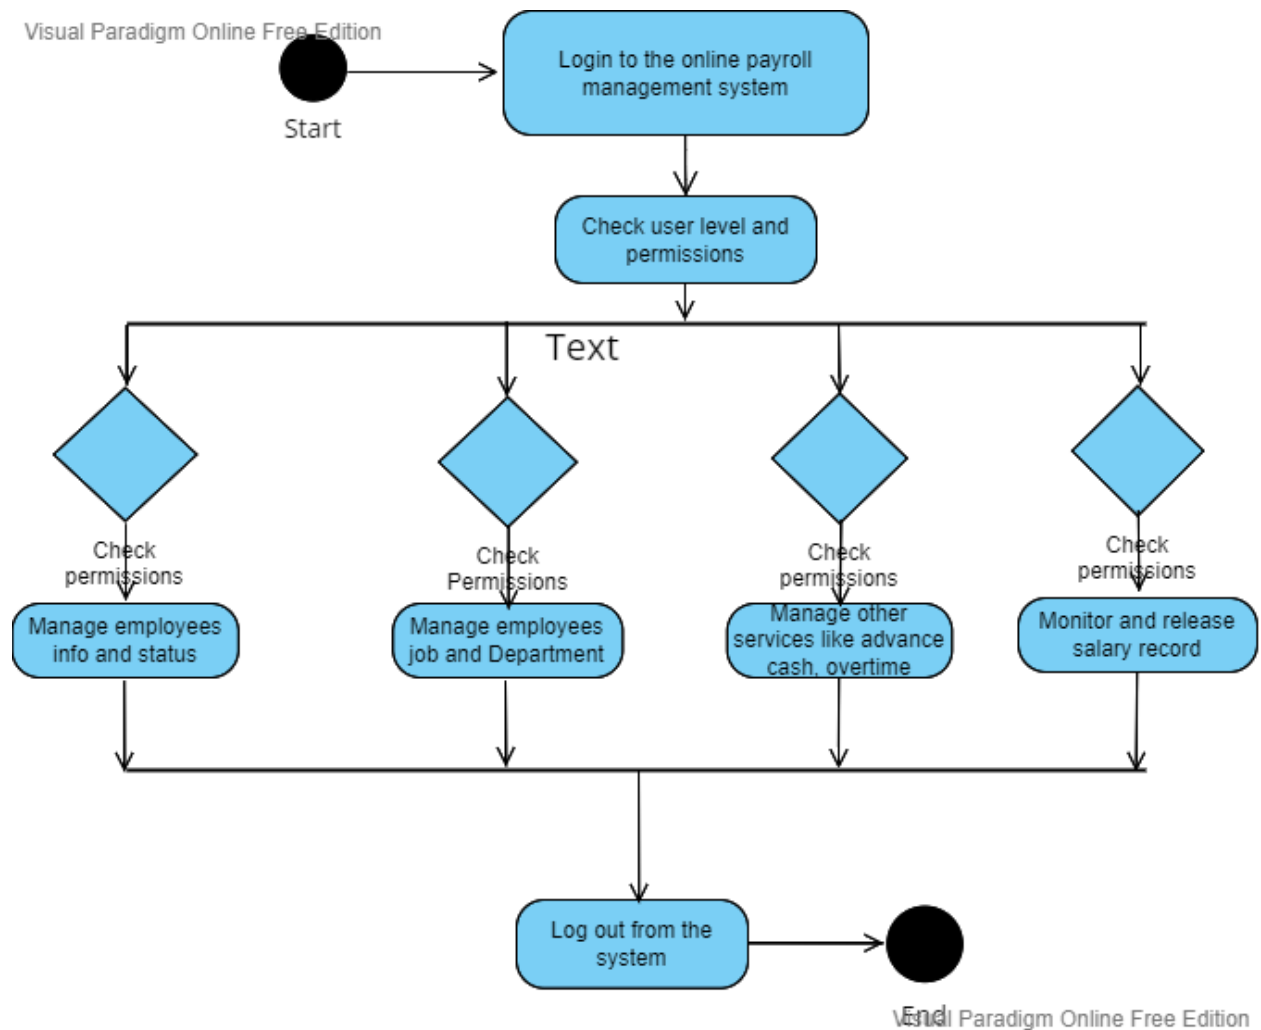 Visual Paradigm Online Free Edition
Start
Login to the online payroll
management system
Check user level and
permissions
Text
Check
permissions
Check
Permissions
Check
permissions
Check
permissions
Manage employees
info and status
Manage employees
job and Department
Manage other
services like advance
cash, overtime
Monitor and release
salary record
Log out from the
system
End
Visual Paradigm Online Free Edition